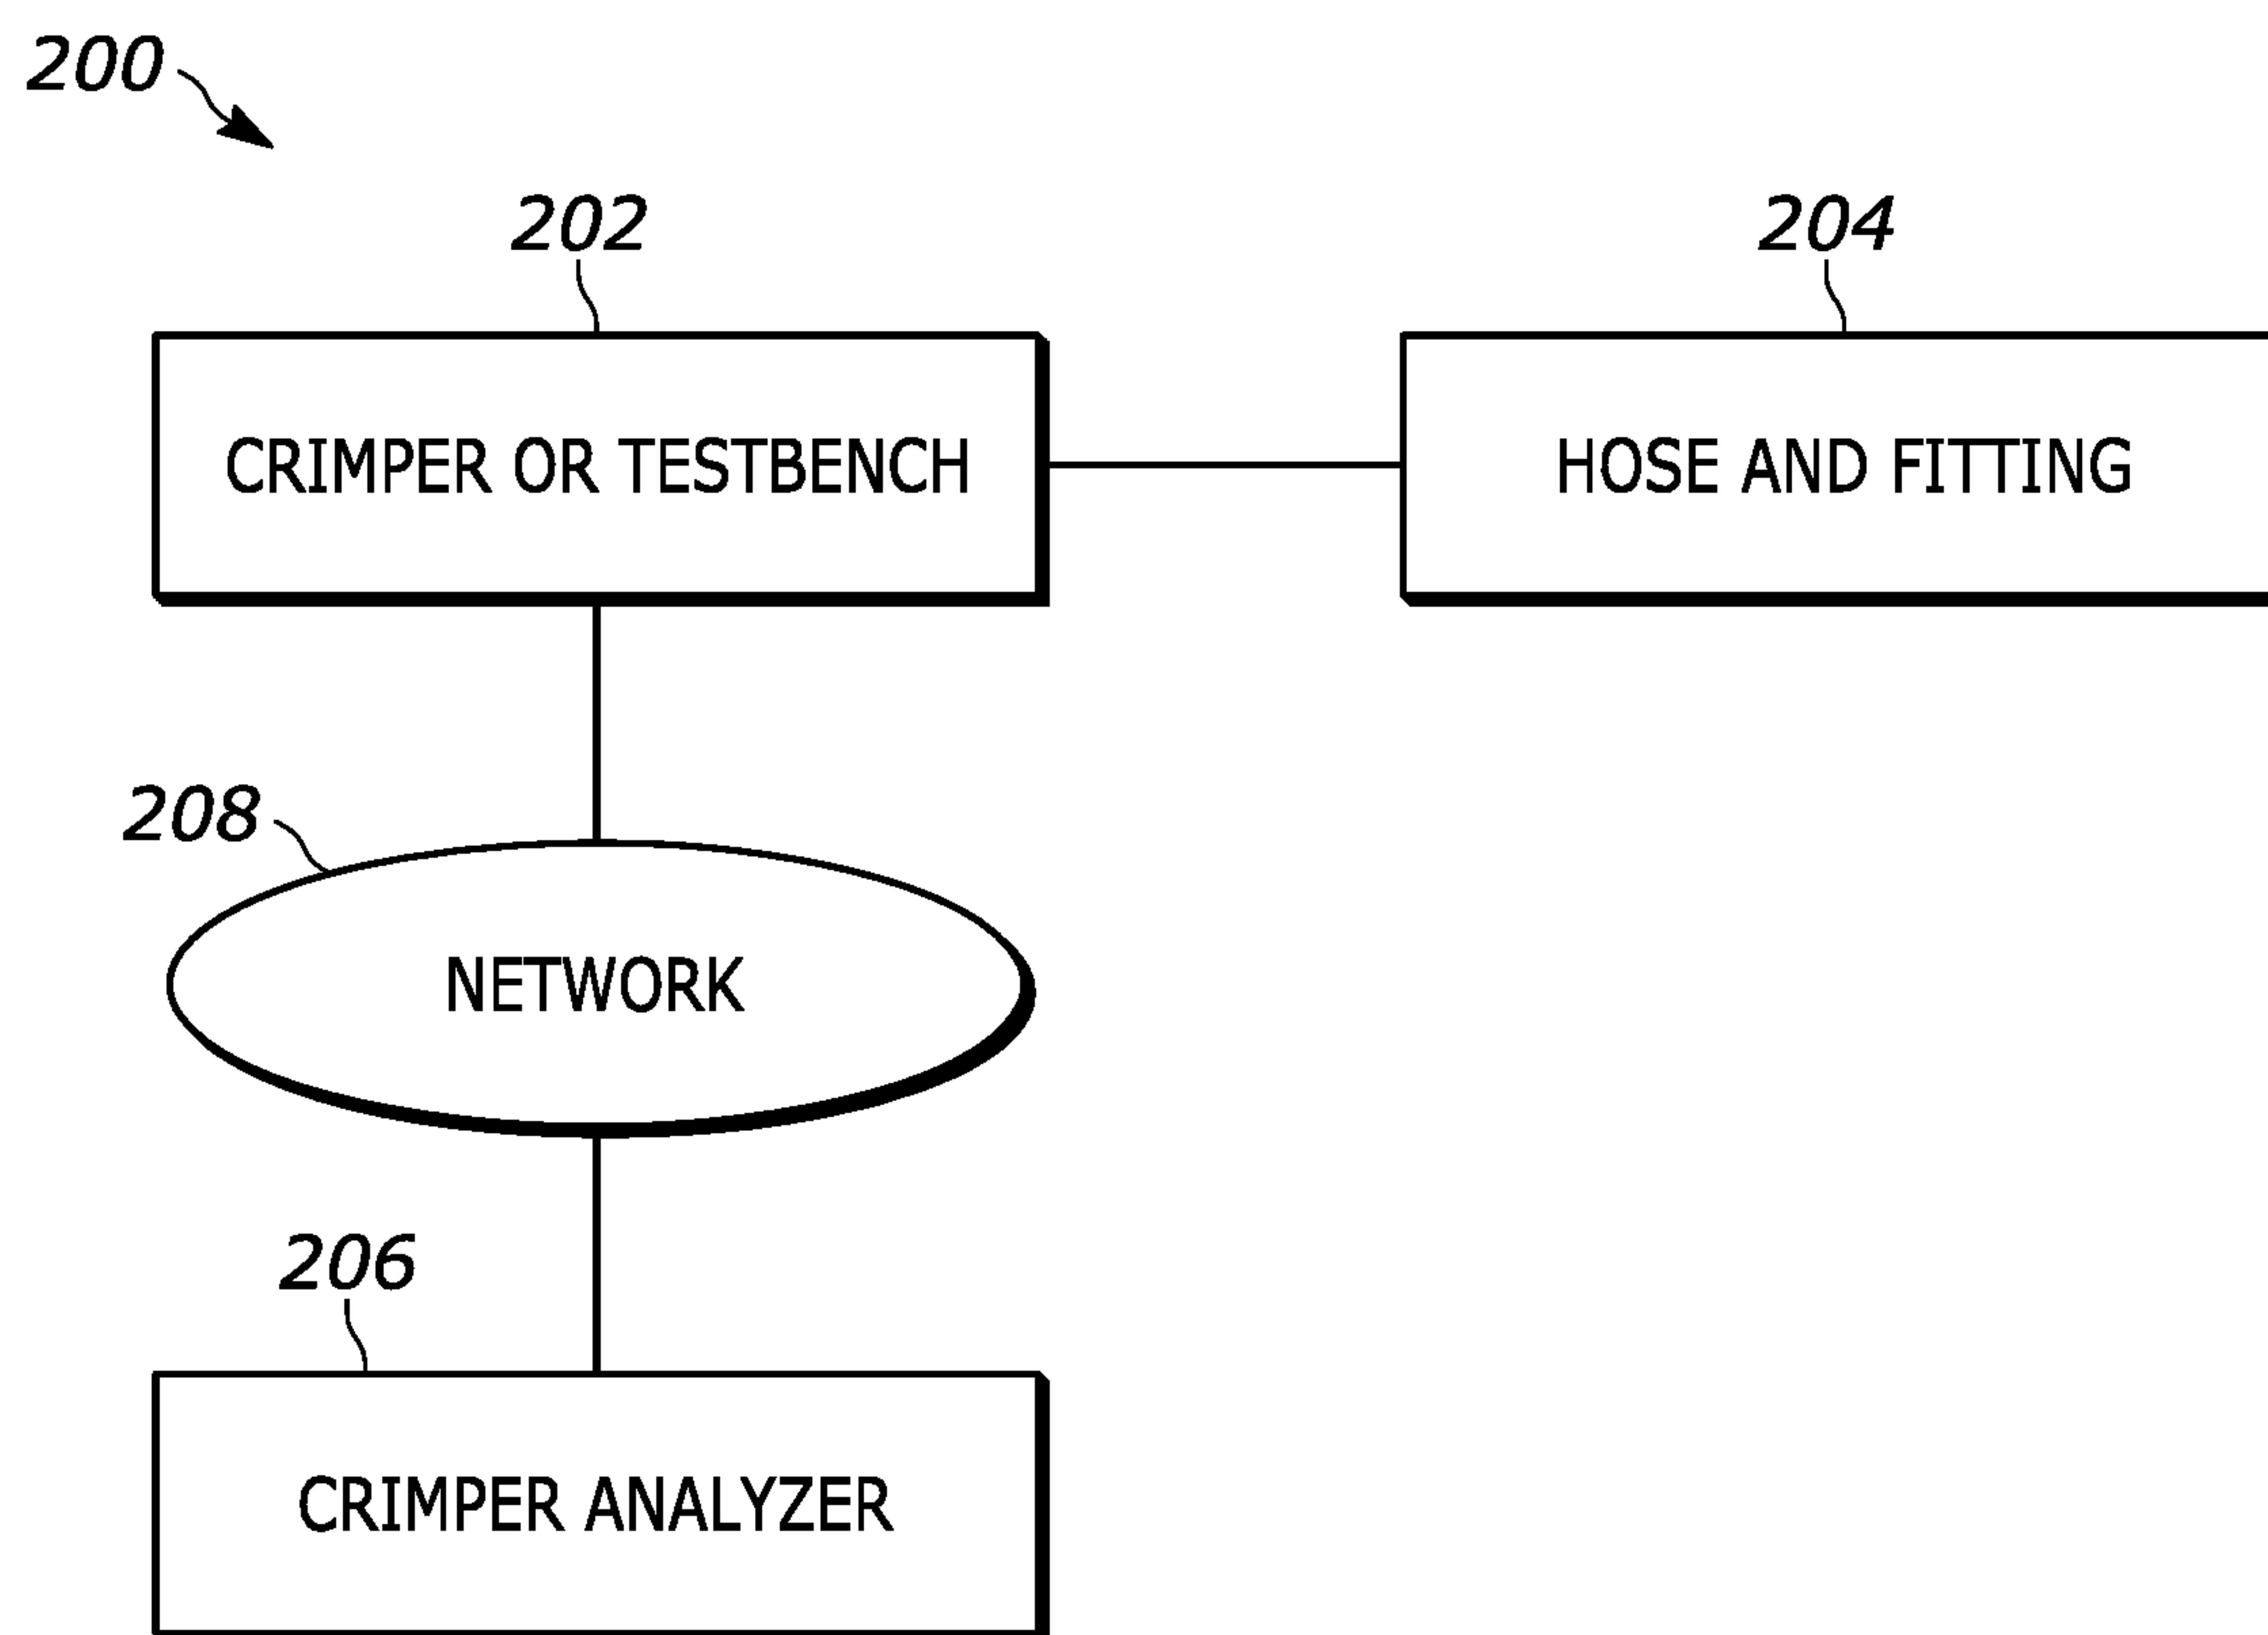 200
202
204
CRIMPER OR TESTBENCH
HOSE AND FITTING
208
NETWORK
206
CRIMPER ANALYZER